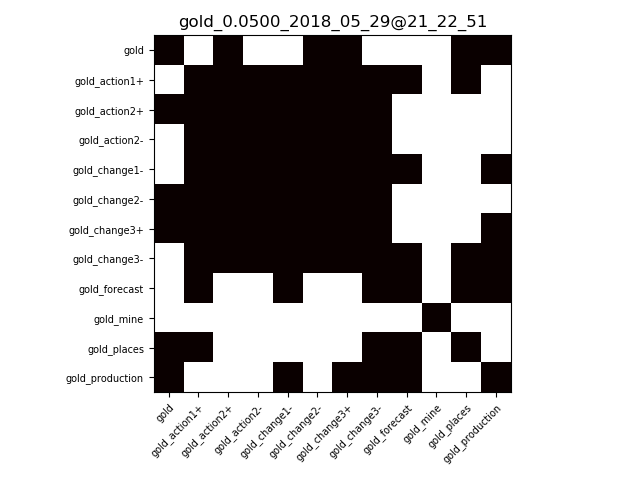 gold_0.0500_2018_05_29@21_22_51
gold
gold_action1+
gold_action2+
gold_action2-
gold_change1-
gold_change2-
gold_change3+
gold_change3-
gold_forecast
gold_mine
gold_places
gold_production
gold
gold_action1+
gold_action2+
gold_action2-
gold_change1-
gold_change2-
gold_change3+
gold_change3-
gold_forecast
gold_mine
gold_places
gold_production